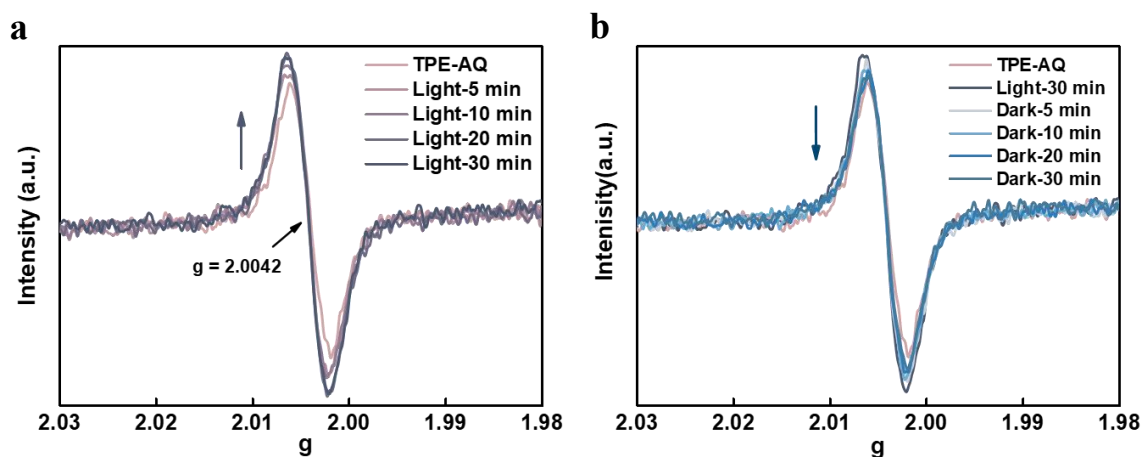 a
Intensity (a.u.)
TPE-AQ
Light-5 min
Light-10 min
Light-20 min
Light-30 min
g = 2.0042
2.03 2.02 2.01 2.00 1.99 1.98
g
b
Intenisity(a.u.)
TPE-AQ
Light-30 min
Dark-5 min
Dark-10 min
Dark-20 min
Dark-30 min
2.03 2.02 2.01 2.00 1.99 1.98
g